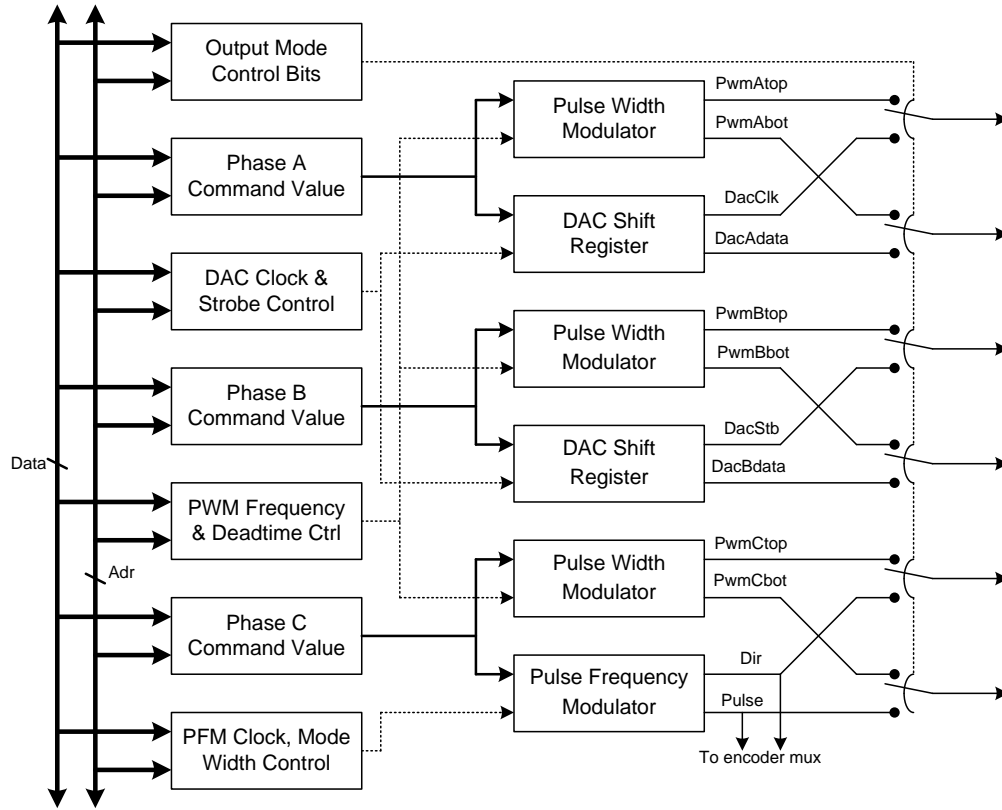 Output Mode
Control Bits
Phase A
Command Value
DAC Clock &
Strobe Control
Phase B
Command Value
PWM Frequency
& Deadtime Ctrl
Phase C
Command Value
PFM Clock, Mode
Width Control
Data
Adr
Pulse Width
Modulator
DAC Shift
Register
Pulse Width
Modulator
DAC Shift
Register
Pulse Width
Modulator
Pulse Frequency
Modulator
PwmAtop
PwmAbot
DacClk
DacAdata
PwmBtop
PwmBbot
DacStb
DacBdata
PwmCtop
PwmCbot
Dir
Pulse
To encoder mux